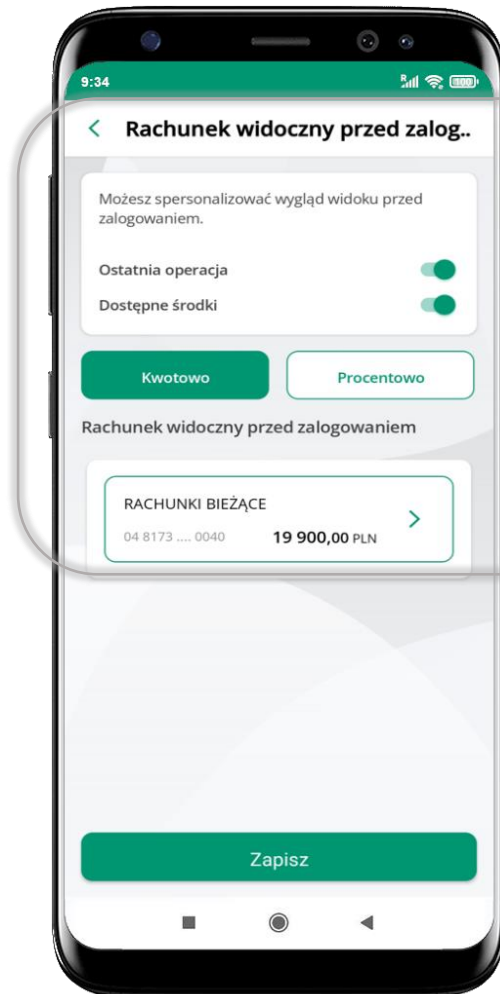 9:34
R
100
Rachunek widoczny przed zalog..
Możesz spersonalizować wygląd widoku przed
zalogowaniem.
Ostatnia operacja
Dostępne środki
Kwotowo Procentowo
Rachunek widoczny przed zalogowaniem
RACHUNKI BIEŻĄCE
04 8173 .... 0040 19 900,00 PLN
Zapisz